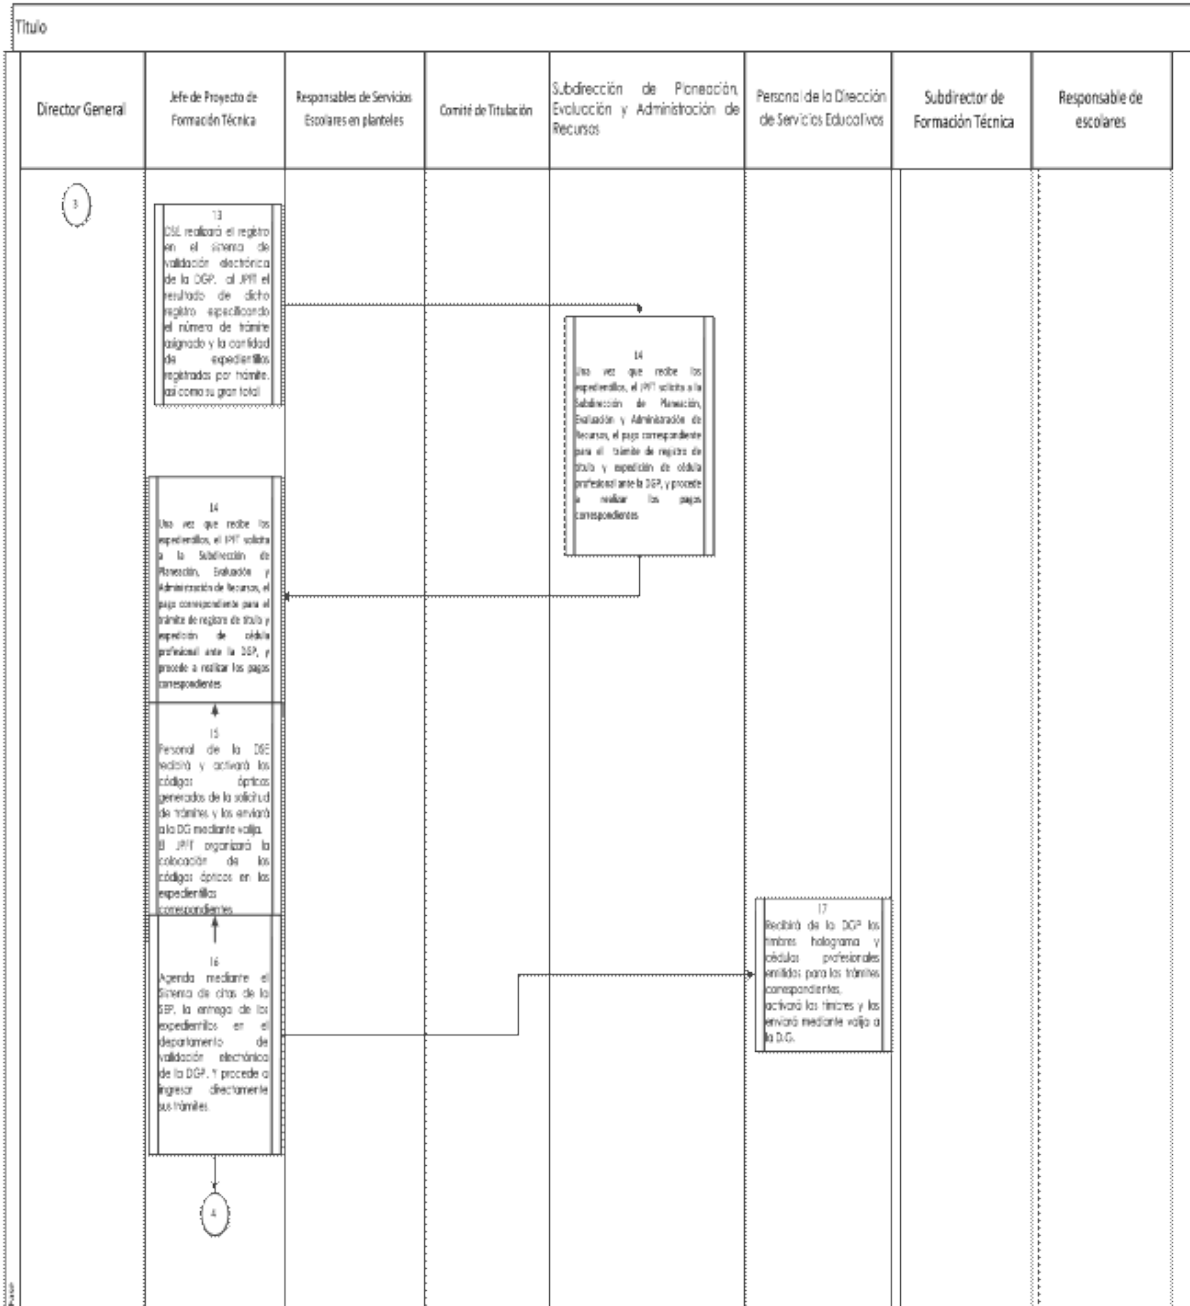 Título
Director General
Jefe de Proyecto de
Formación Técnica
Responsables de Servicios
Escolares en planteles
Comité de Titulación
Subdirección de Planeación,
Evaluación y Administración de
Recursos
Personal de la Dirección
de Servicios Educativos
Subdirector de
Formación Técnica
Responsable de
escolares
3
13
DSE realizará el registro
en el sistema de
validación electrónica
de la DGP. al JPFT el
resultado de dicho
registro especificando
el número de trámite
asignado y la cantidad
de expedientillos
registrados por trámite.
así como su gran total
14
Una vez que recibe los
expedientillos, el JPFT solicita a la
Subdirección de Planeación,
Evaluación y Administración de
Recursos, el pago correspondiente
para el trámite de registro de
título y expedición de cédula
profesional ante la DGP, y procede
a realizar los pagos
correspondientes
14
Una vez que recibe los
expedientillos, el JPFT solicita
a la Subdirección de
Planeación, Evaluación y
Administración de Recursos, el
pago correspondiente para el
trámite de registro de título y
expedición de cédula
profesional ante la DGP, y
procede a realizar los pagos
correspondientes
15
Personal de la DSE
recibirá y activará los
códigos ópticos
generados de la solicitud
de trámites y los enviará
a la DG mediante valija.
El JPFT organizará la
colocación de los
códigos ópticos en los
expedientillos
correspondientes
16
Agenda mediante el
Sistema de citas de la
SEP, la entrega de los
expedientillos en el
departamento de
validación electrónica
de la DGP. Y procede a
ingresar directamente
sus trámites.
17
Recibirá de la DGP los
timbres holograma y
cédulas profesionales
emitidas para los trámites
correspondientes,
activará los timbres y los
enviará mediante valija a
la D.G.
4
Fase